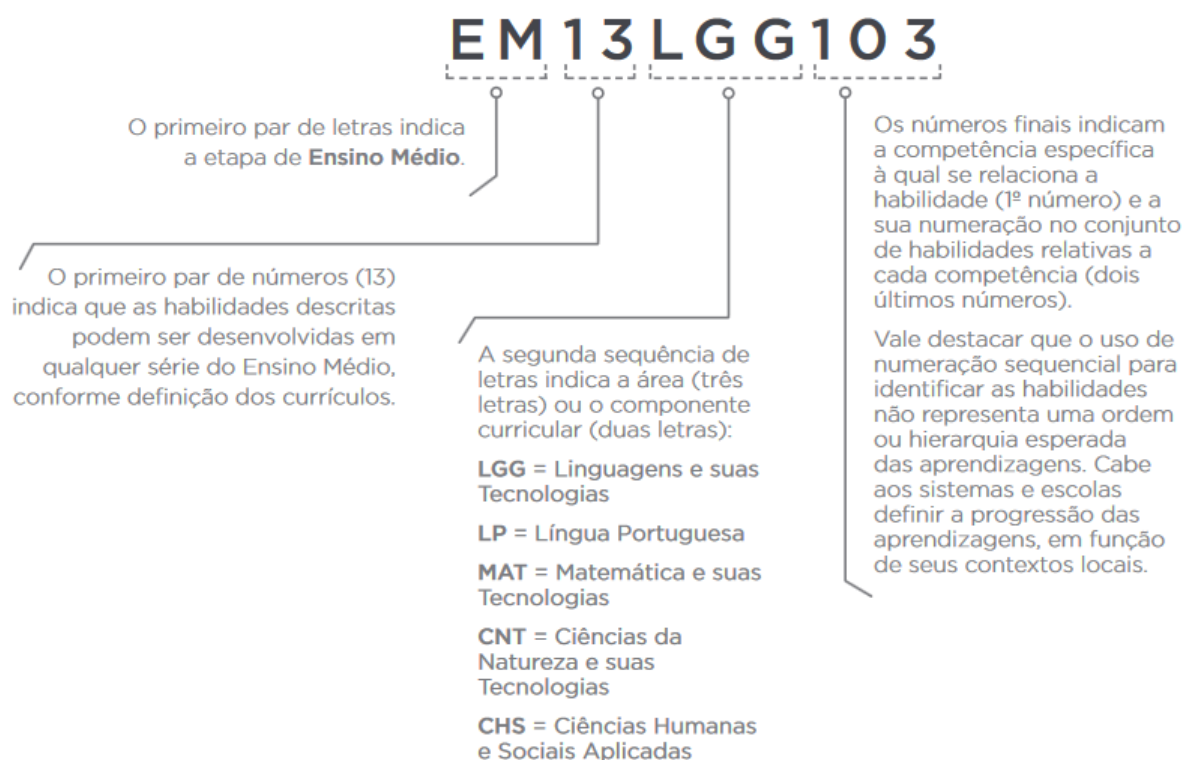 EM13LGG103
O primeiro par de letras indica
a etapa de Ensino Médio.
O primeiro par de números (13)
indica que as habilidades descritas
podem ser desenvolvidas em
qualquer série do Ensino Médio,
conforme definição dos currículos.
A segunda sequência de
letras indica a área (três
letras) ou o componente
curricular (duas letras):
LGG = Linguagens e suas
Tecnologias
LP = Língua Portuguesa
MAT = Matemática e suas
Tecnologias
CNT = Ciências da
Natureza e suas
Tecnologias
CHS = Ciências Humanas
e Sociais Aplicadas
Os números finais indicam
a competência específica
à qual se relaciona a
habilidade (1º número) e a
sua numeração no conjunto
de habilidades relativas a
cada competência (dois
últimos números).
Vale destacar que o uso de
numeração sequencial para
identificar as habilidades
não representa uma ordem
ou hierarquia esperada
das aprendizagens. Cabe
aos sistemas e escolas
definir a progressão das
aprendizagens, em função
de seus contextos locais.